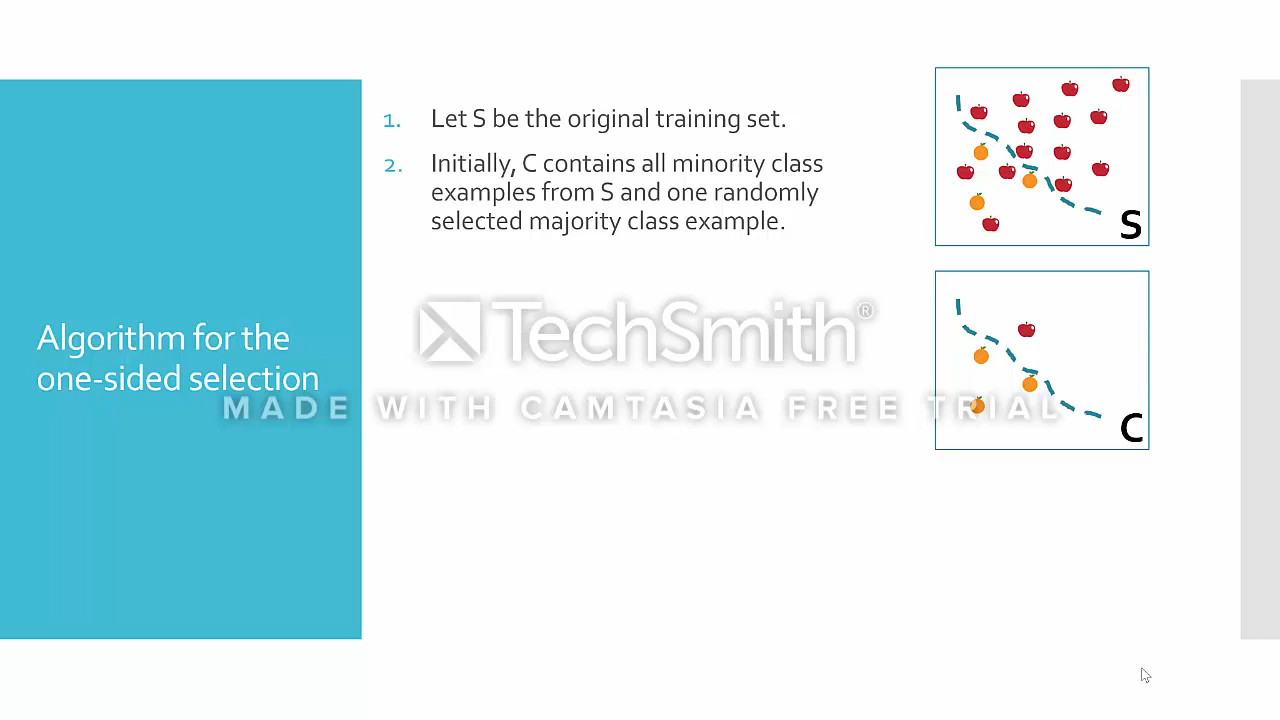 1. Let S be the original training set.
2. Initially, C contains all minority class
examples from S and one randomly
selected majority class example.
S
Algorithm for the
one-sided selection
TechSmith®
MADE WITH CAMTASIA FREE TRIAL
C